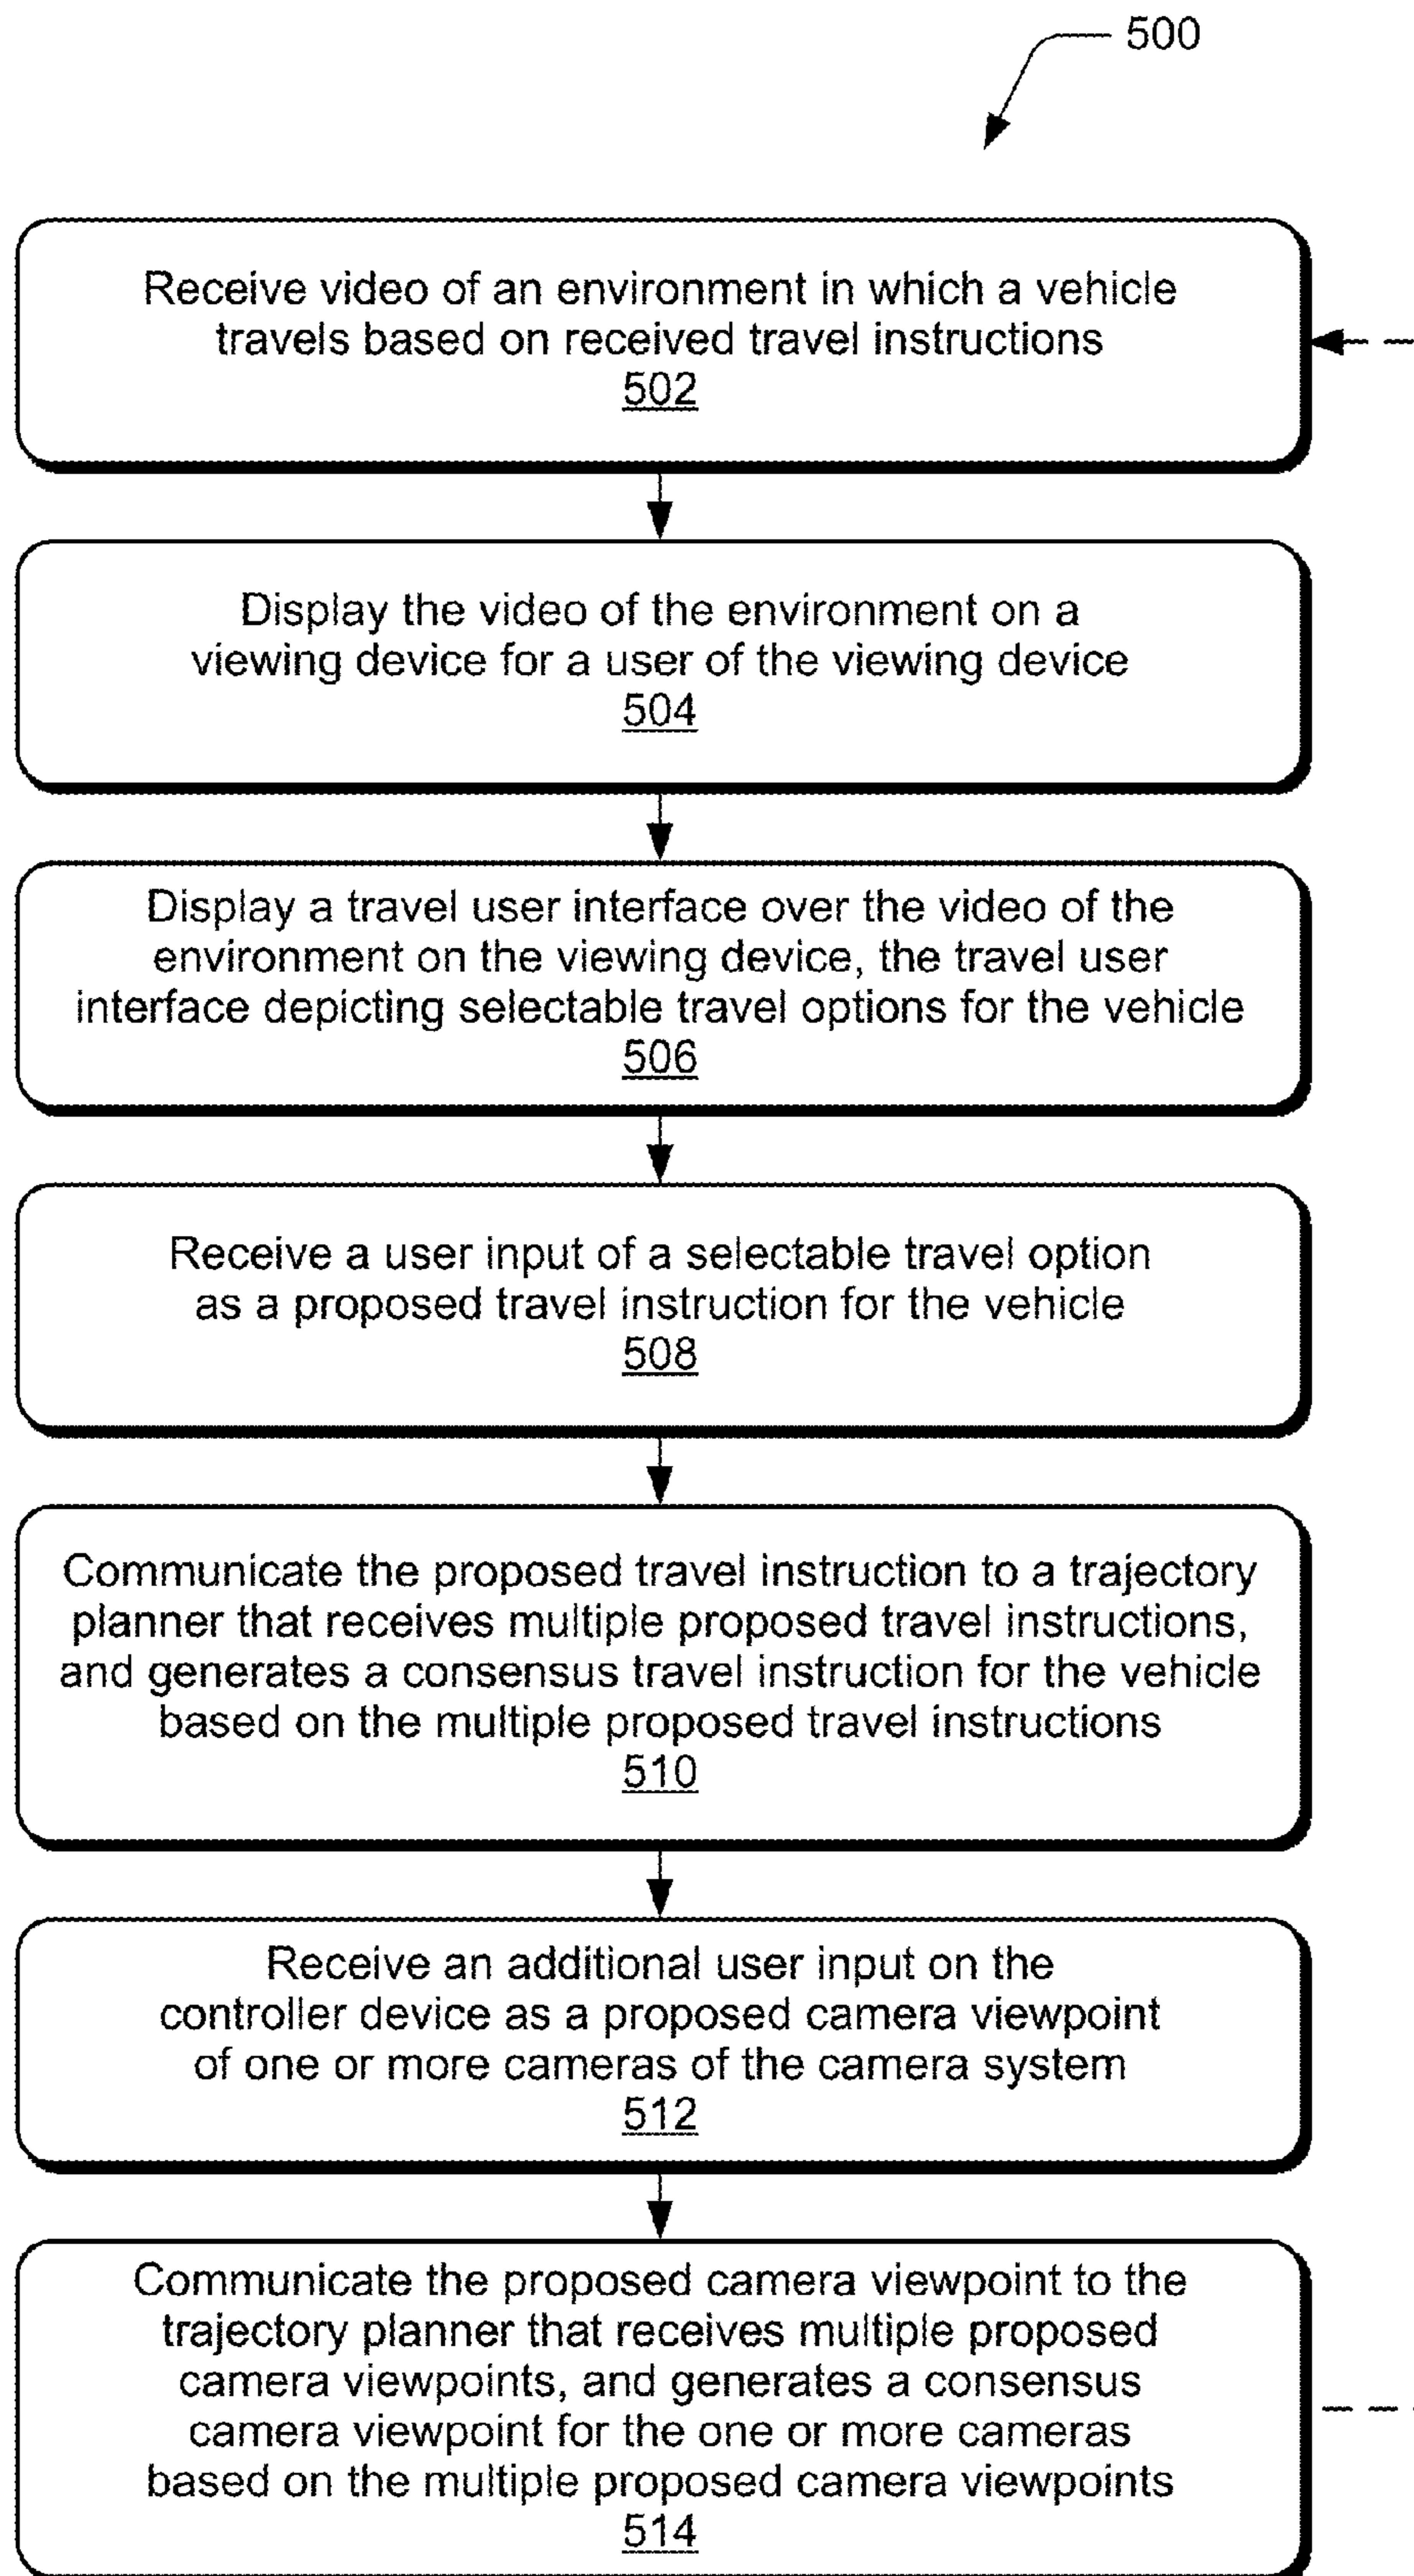 500
Receive video of an environment in which a vehicle
travels based on received travel instructions
502
Display the video of the environment on a
viewing device for a user of the viewing device
504
Display a travel user interface over the video of the
environment on the viewing device, the travel user
interface depicting selectable travel options for the vehicle
506
Receive a user input of a selectable travel option
as a proposed travel instruction for the vehicle
508
Communicate the proposed travel instruction to a trajectory
planner that receives multiple proposed travel instructions,
and generates a consensus travel instruction for the vehicle
based on the multiple proposed travel instructions
510
Receive an additional user input on the
controller device as a proposed camera viewpoint
of one or more cameras of the camera system
512
Communicate the proposed camera viewpoint to the
trajectory planner that receives multiple proposed
camera viewpoints, and generates a consensus
camera viewpoint for the one or more cameras
based on the multiple proposed camera viewpoints
514